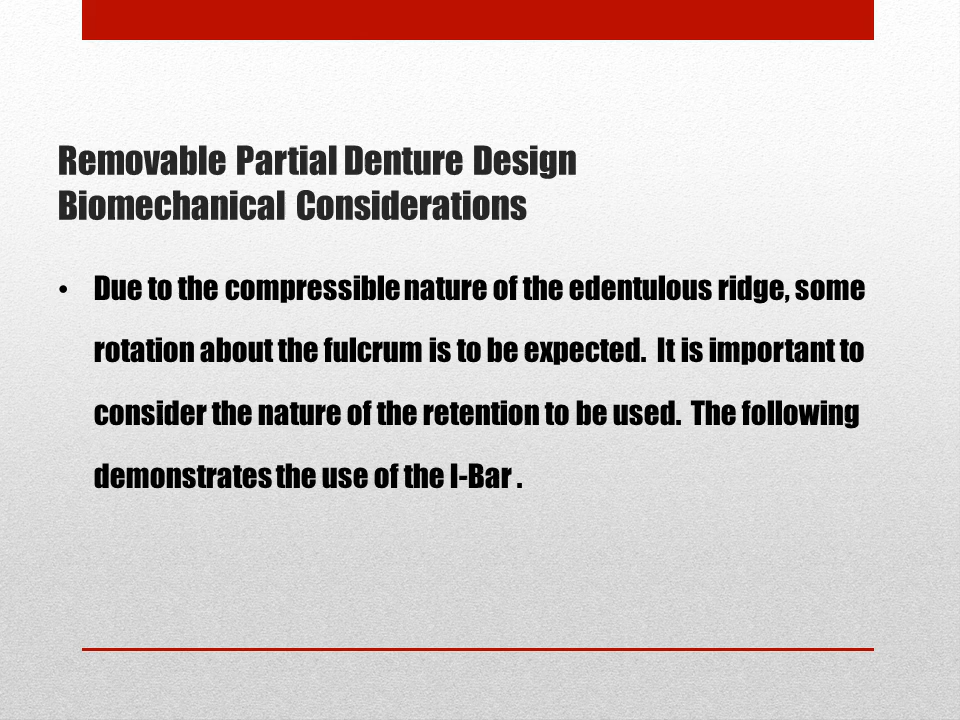 Removable Partial Denture Design
Biomechanical Considerations
• Due to the compressible nature of the edentulous ridge, some
rotation about the fulcrum is to be expected.  It is important to
consider the nature of the retention to be used.  The following
demonstrates the use of the I-Bar .